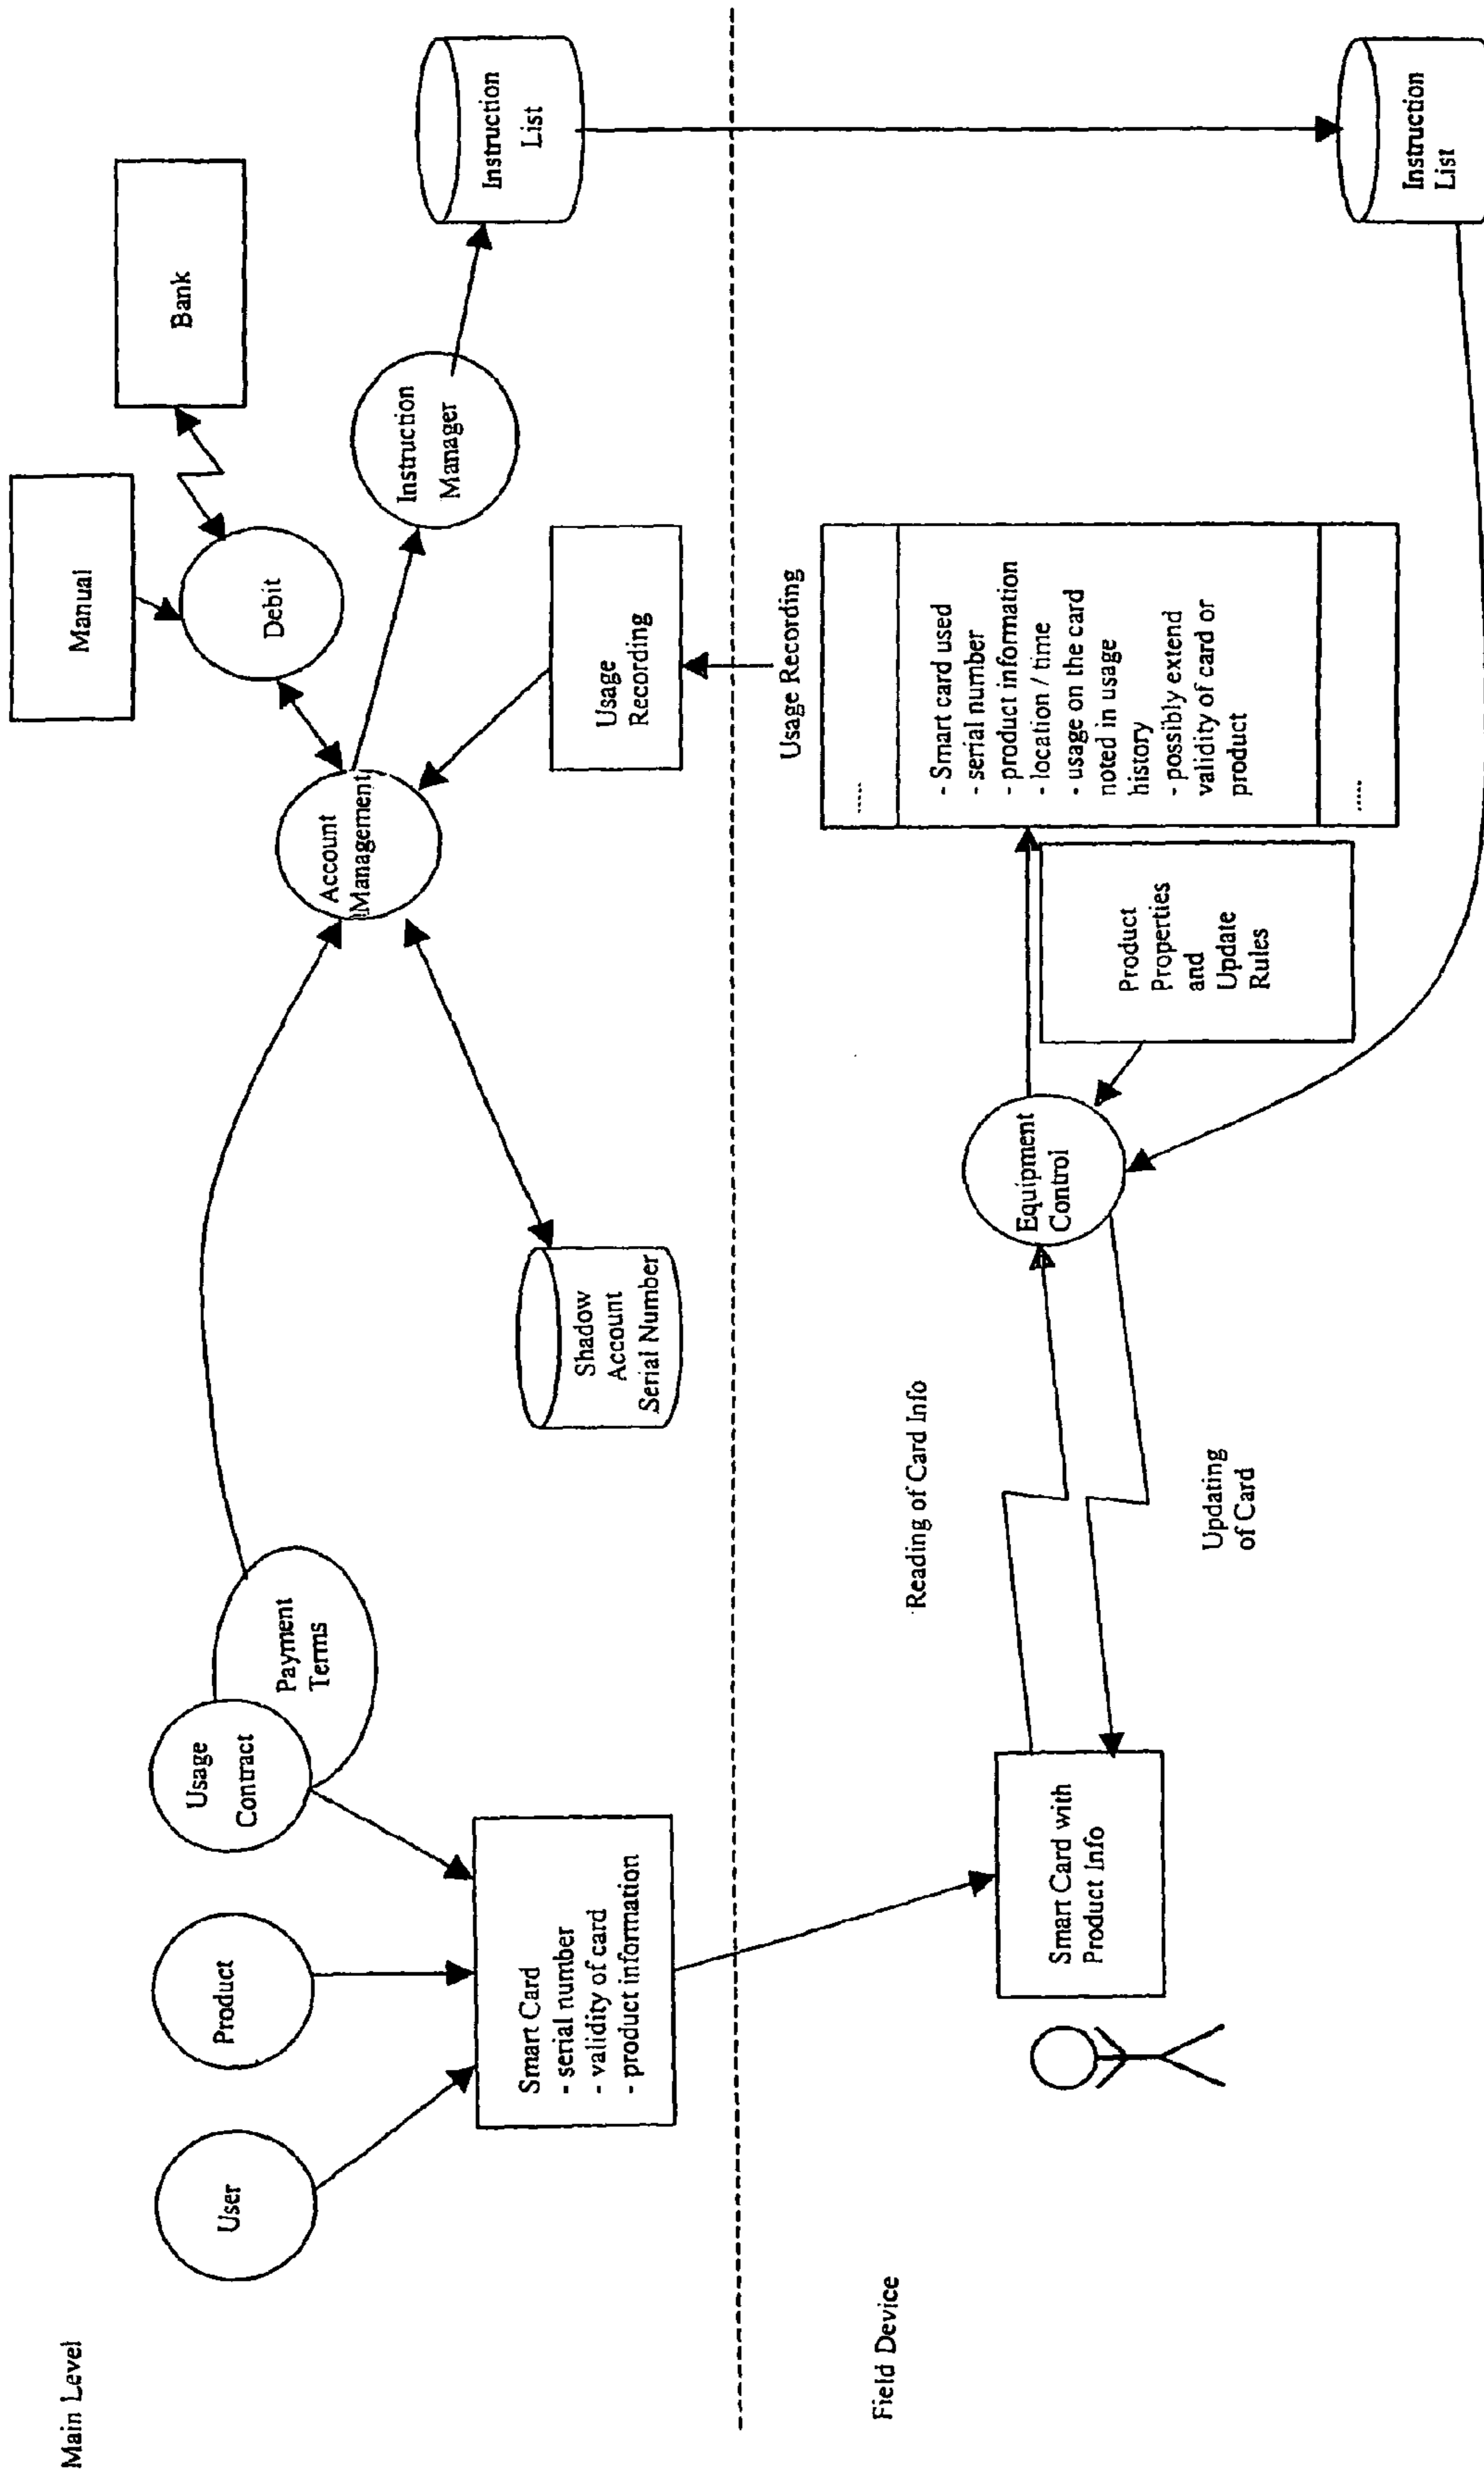 Main Level
User
Product
Usage
Contract
Payment
Terms
Smart Card
- serial number
- validity of card
- product information
Shadow
Account
Serial Number
Account
Management
Manual
Debit
Bank
Instruction
Manager
Instruction
List
Usage
Recording
Field Device
Smart Card with
Product Info
Reading of Card Info
Updating
of Card
Equipment
Control
Product
Properties
and
Update
Rules
Usage Recording
.....
- Smart card used
- serial number
- product information
- location / time
- usage on the card
noted in usage
history
- possibly extend
validity of card or
product
.....
Instruction
List